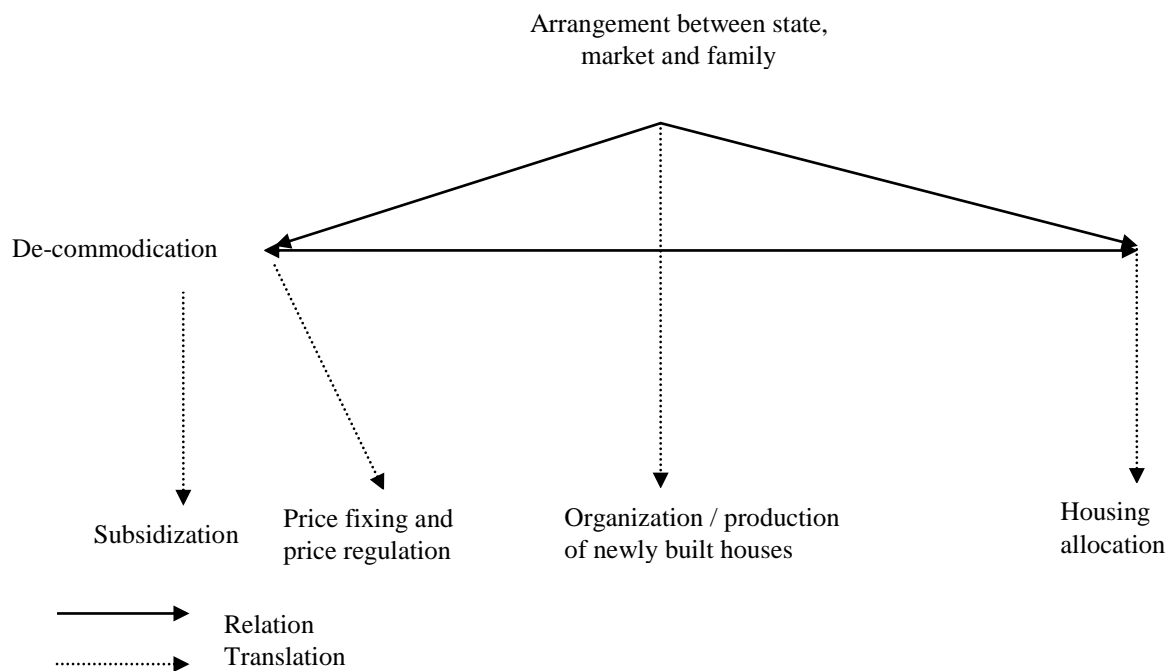 Arrangement between state,
market and family
De-commodication
Subsidization
Price fixing and
price regulation
Organization / production
of newly built houses
Housing
allocation
Relation
Translation